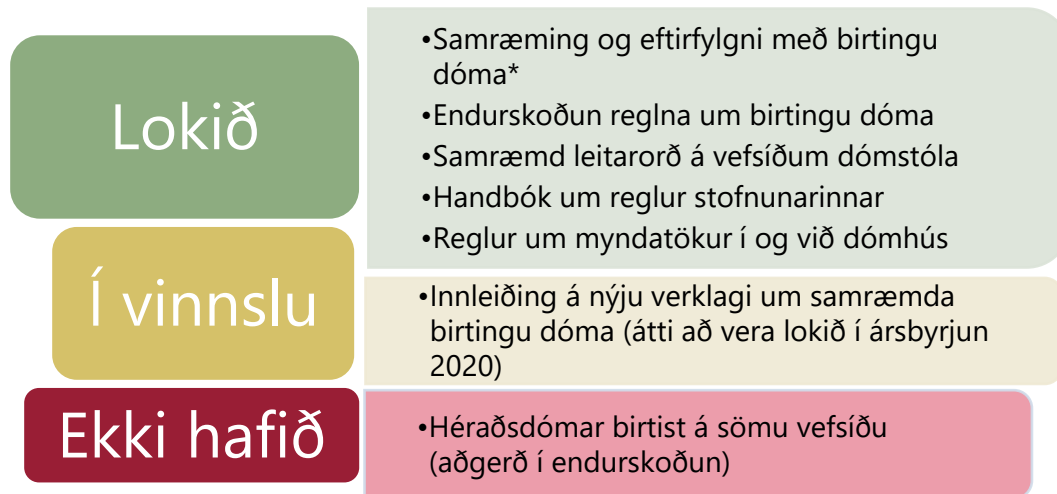 Lokið
•Samræming og eftirfylgni með birtingu
dóma*
•Endurskoðun reglna um birtingu dóma
•Samræmd leitarorð á vefsíðum dómstóla
•Handbók um reglur stofnunarinnar
•Reglur um myndatökur í og við dómhús
Í vinnslu
•Innleiðing á nýju verklagi um samræmda
birtingu dóma (átti að vera lokið í ársbyrjun
2020)
Ekki hafið
•Héraðsdómar birtist á sömu vefsíðu
(aðgerð í endurskoðun)